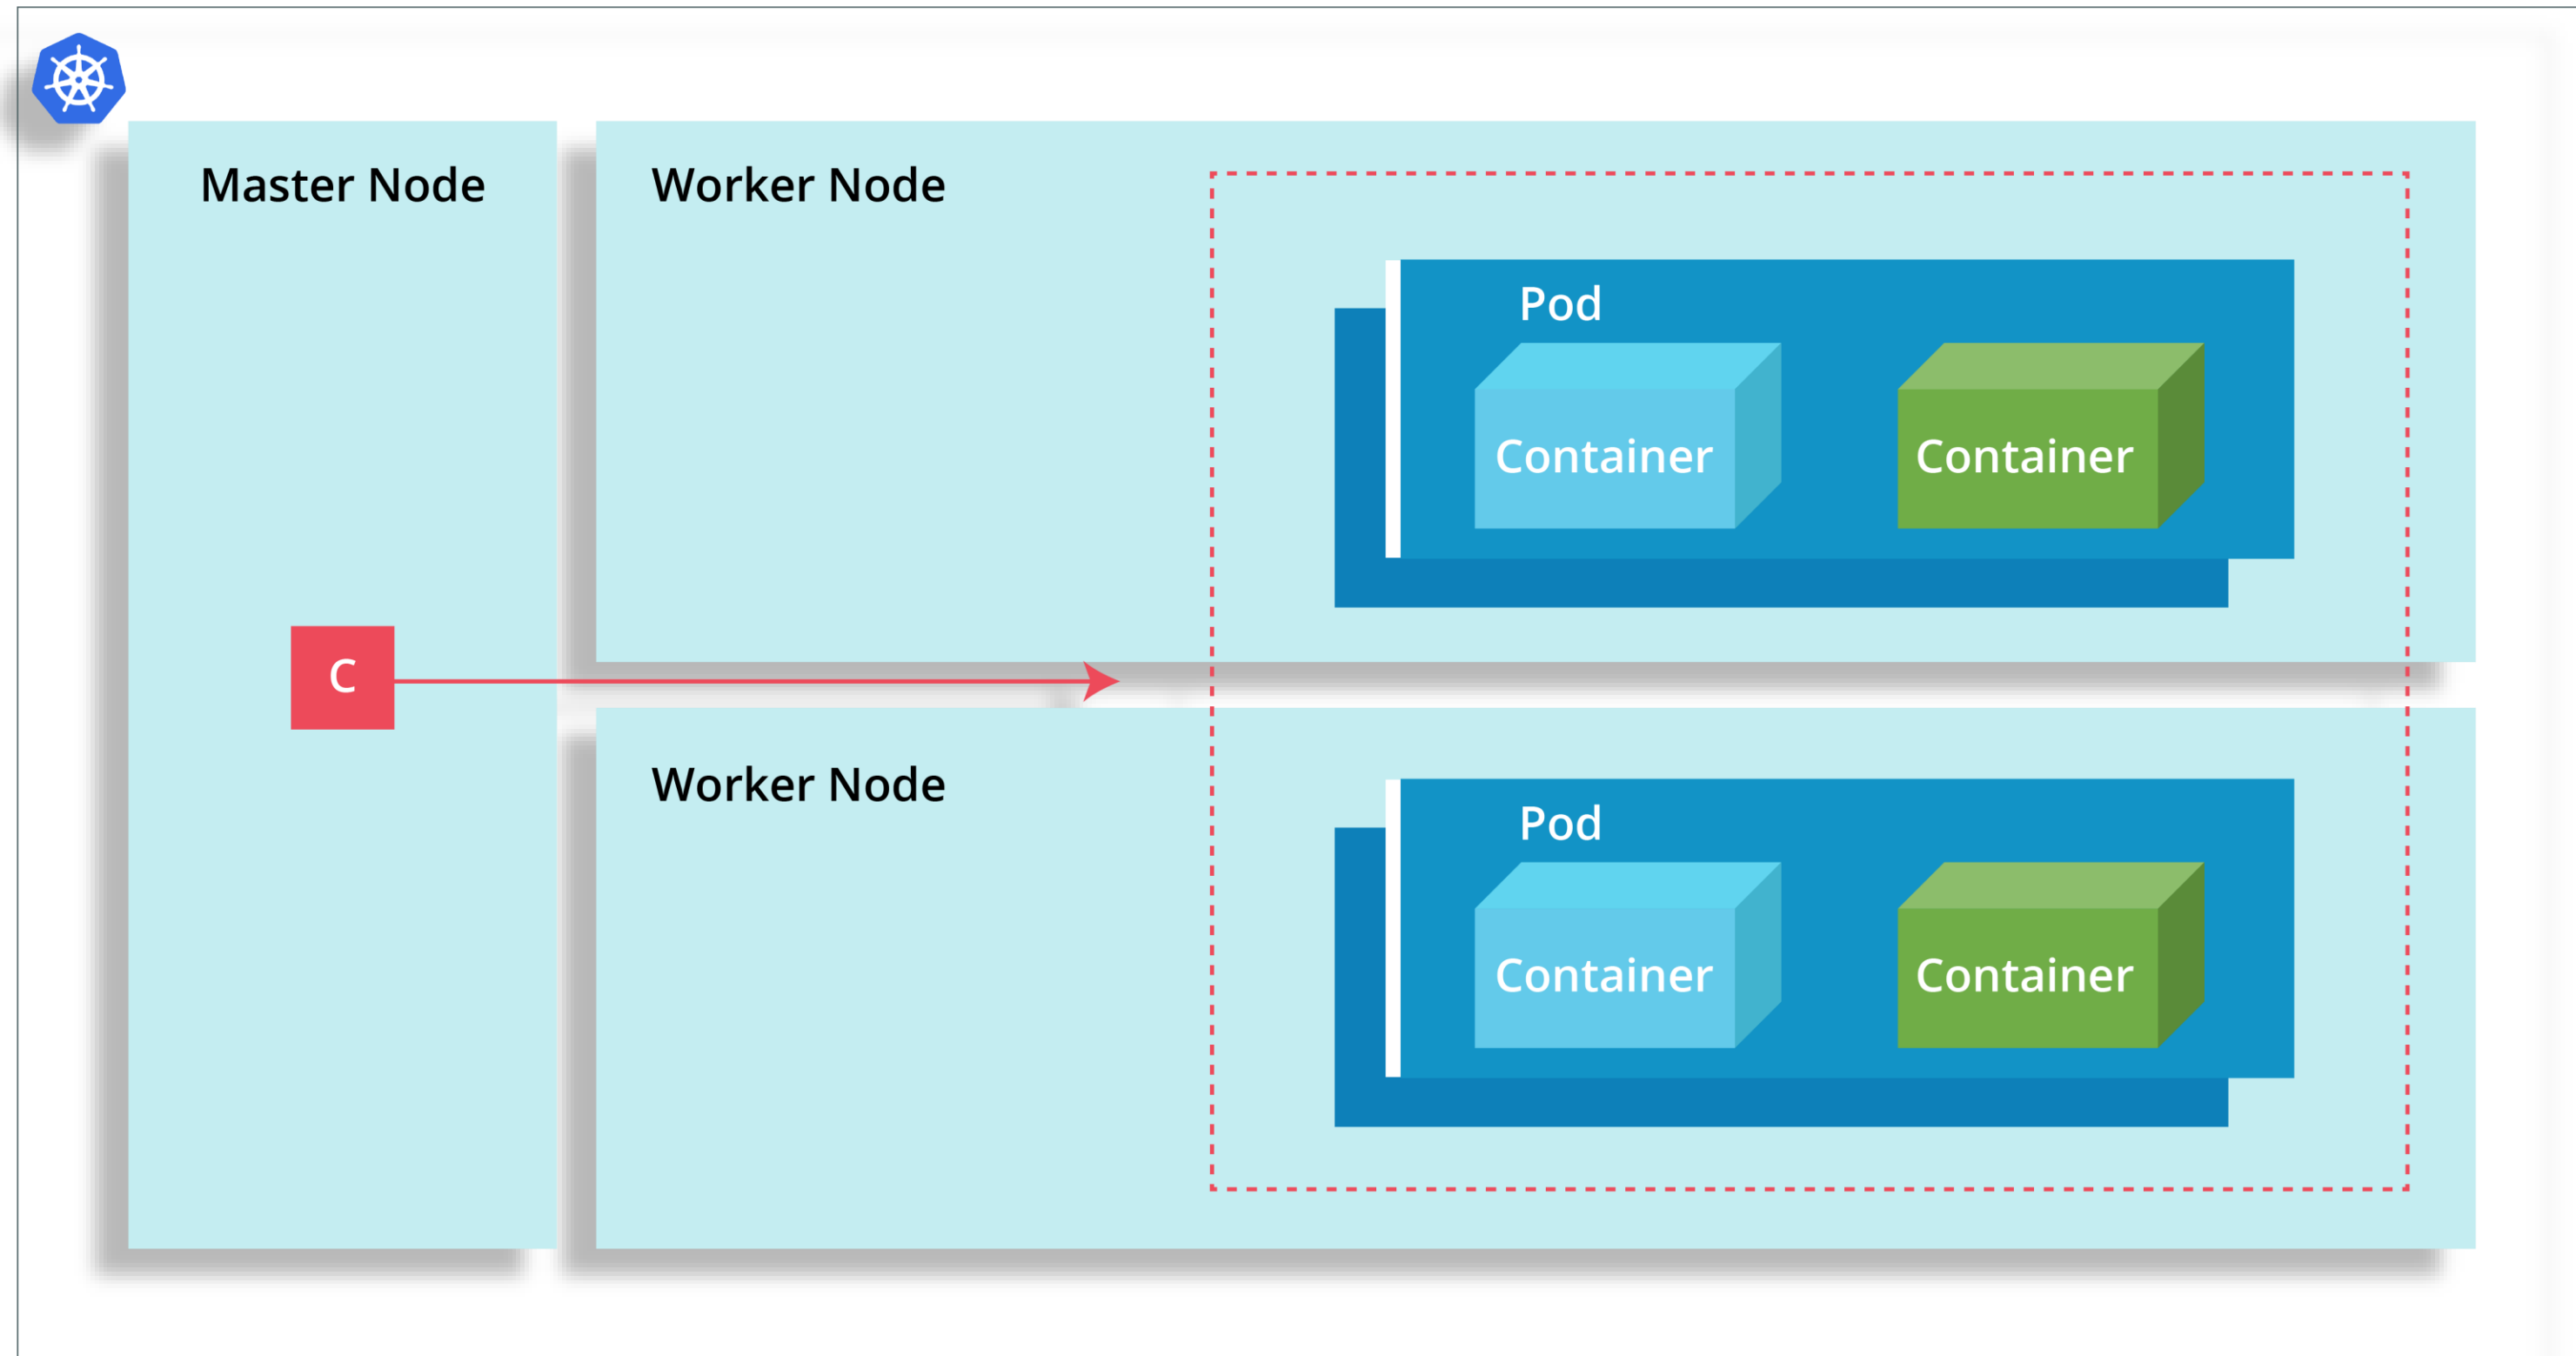 Master Node
Worker Node
Pod
Container
Container
C
Worker Node
Pod
Container
Container